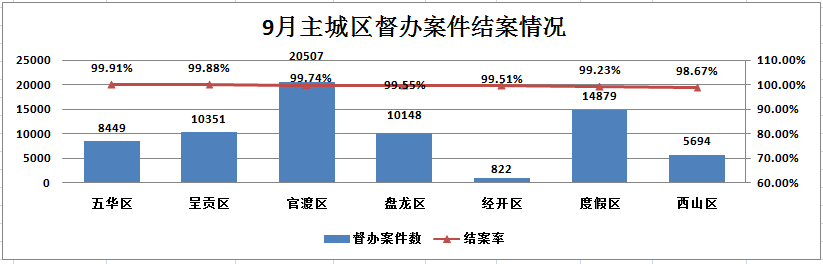 9月主城区督办案件结案情况
25000
20000
15000
10000
5000
0
110.00%
100.00%
90.00%
80.00%
70.00%
60.00%
99.91%
99.88%
20507
99.74%
99.55%
99.51%
99.23%
98.67%
8449
10351
10148
822
14879
5694
五华区
呈贡区
官渡区
盘龙区
经开区
度假区
西山区
督办案件数
结案率